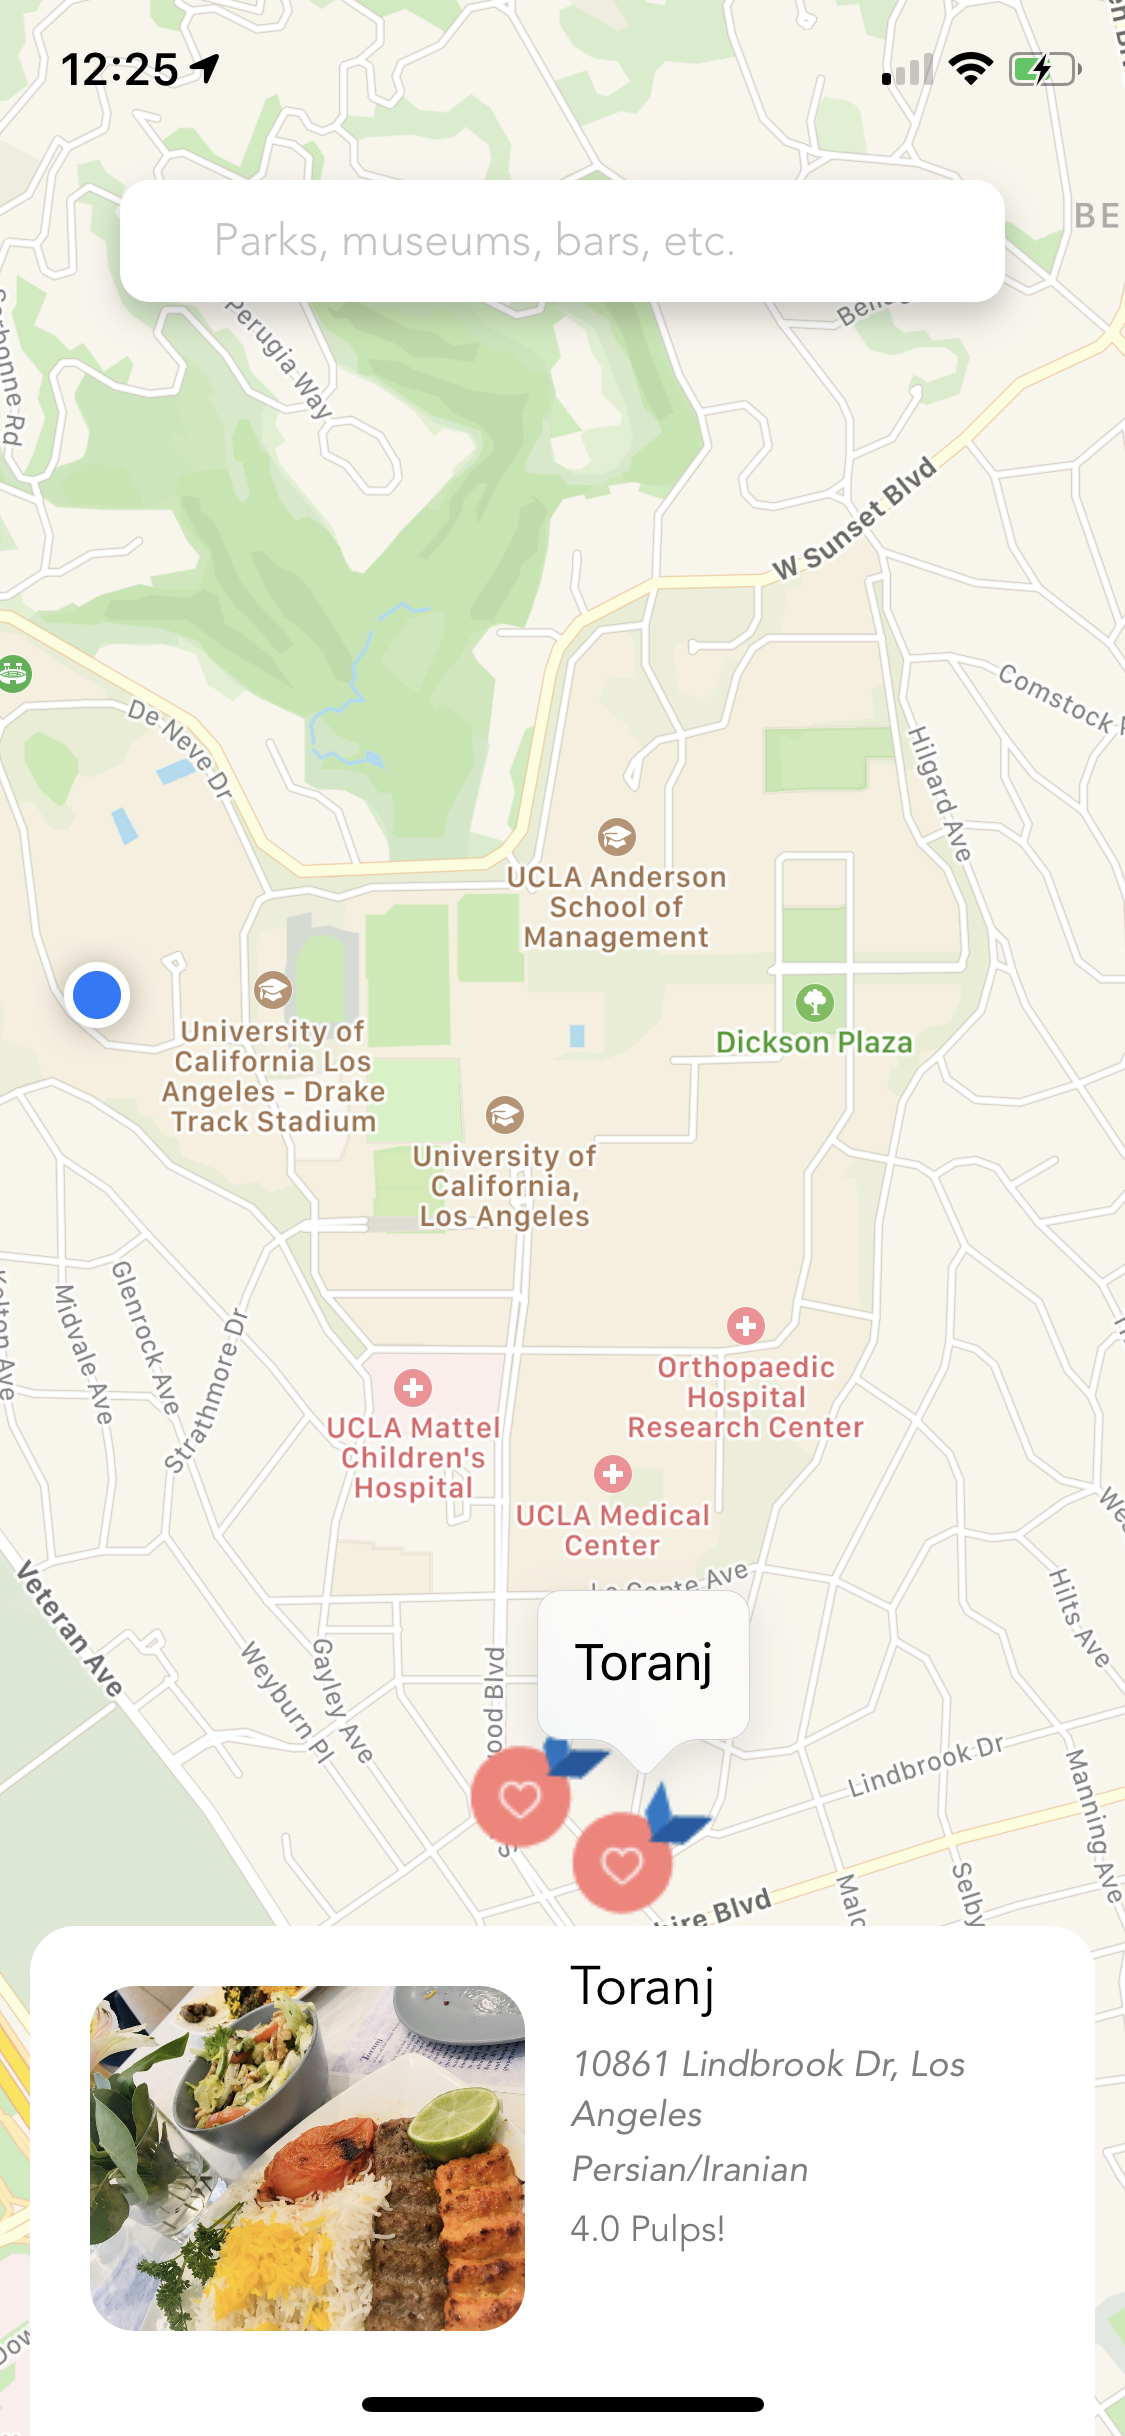 12:25
BE
Parks, museums, bars, etc.
Perugia Way
W Sunset Blvd
Comstock
De Neve Dr
Hilgard Ave
UCLA Anderson
School of
Management
Dickson Plaza
University of
California Los
Angeles - Drake
Track Stadium
University of
California,
Los Angeles
Glenrock Ave
Midvale Ave
Strathmore Dr
Orthopaedic
Hospital
Research Center
UCLA Mattel
Children's
Hospital
UCLA Medical
Center
Veteran Ave
Hilts Ave
Weyburn Pl
Gayley Ave
Blvd
Toranj
Lindbrook Dr
Manning Ave
Selby
Blvd
Toranj
10861 Lindbrook Dr, Los
Angeles
Persian/Iranian
4.0 Pulps!